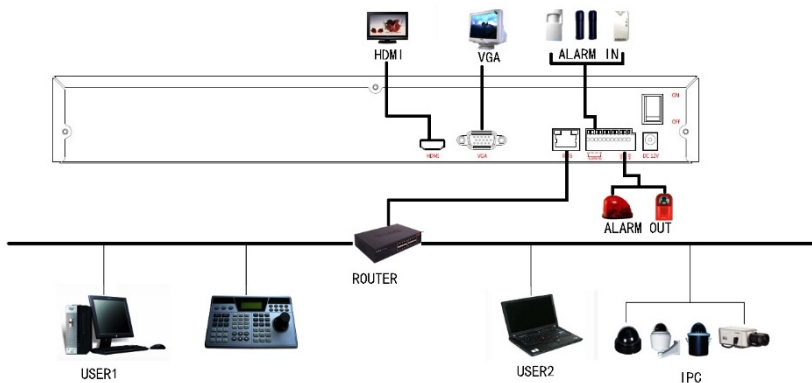 HDMI
VGA
ALARM IN
ON
OFF
HDMI
VGA
DC 12V
ALARM OUT
ROUTER
USER1
USER2
IPC